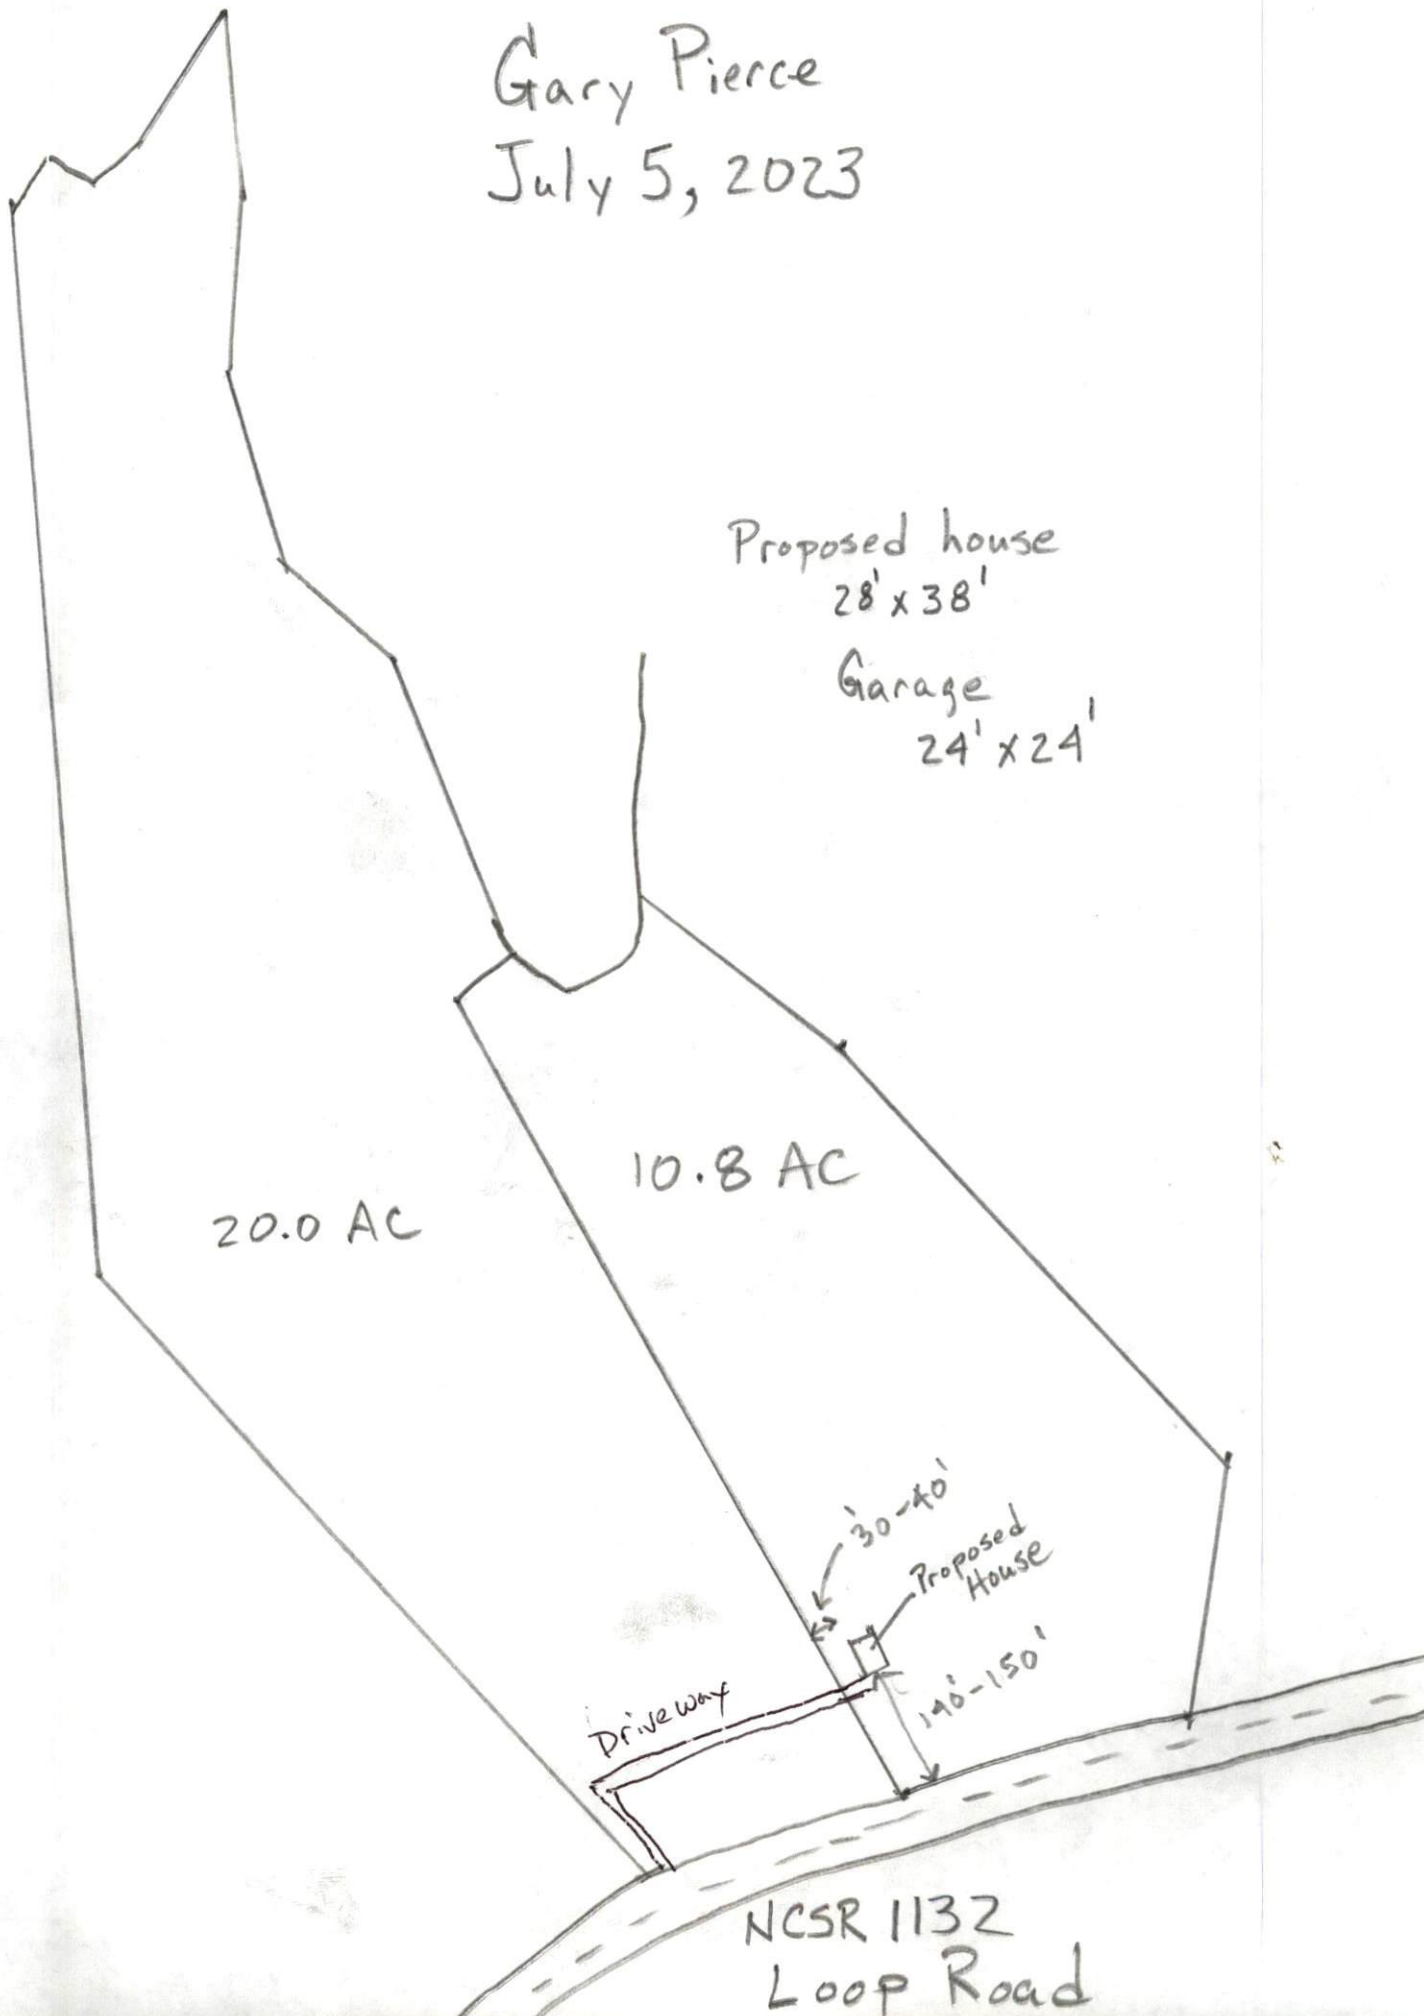 Gary Pierce
July 5, 2023
Proposed house
28' x 38'
Garage
24' x 24'
10.8 AC
20.0 AC
30-40'
Proposed
House
140'-150'
Driveway
NCSR 1132
Loop Road